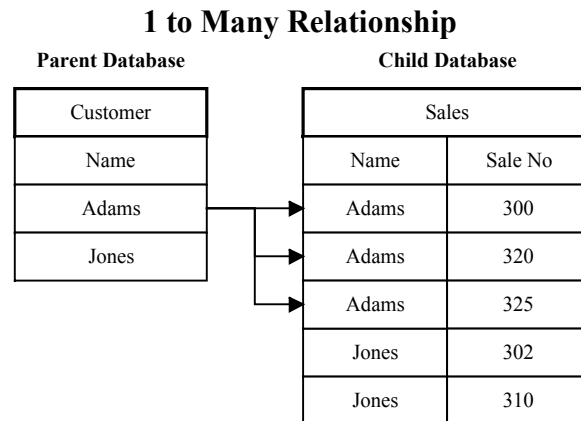 1 to Many Relationship
Parent Database Child Database
Customer Sales
Name Name Sale No
Adams Adams 300
Jones Adams 320
Adams 325
Jones 302
Jones 310